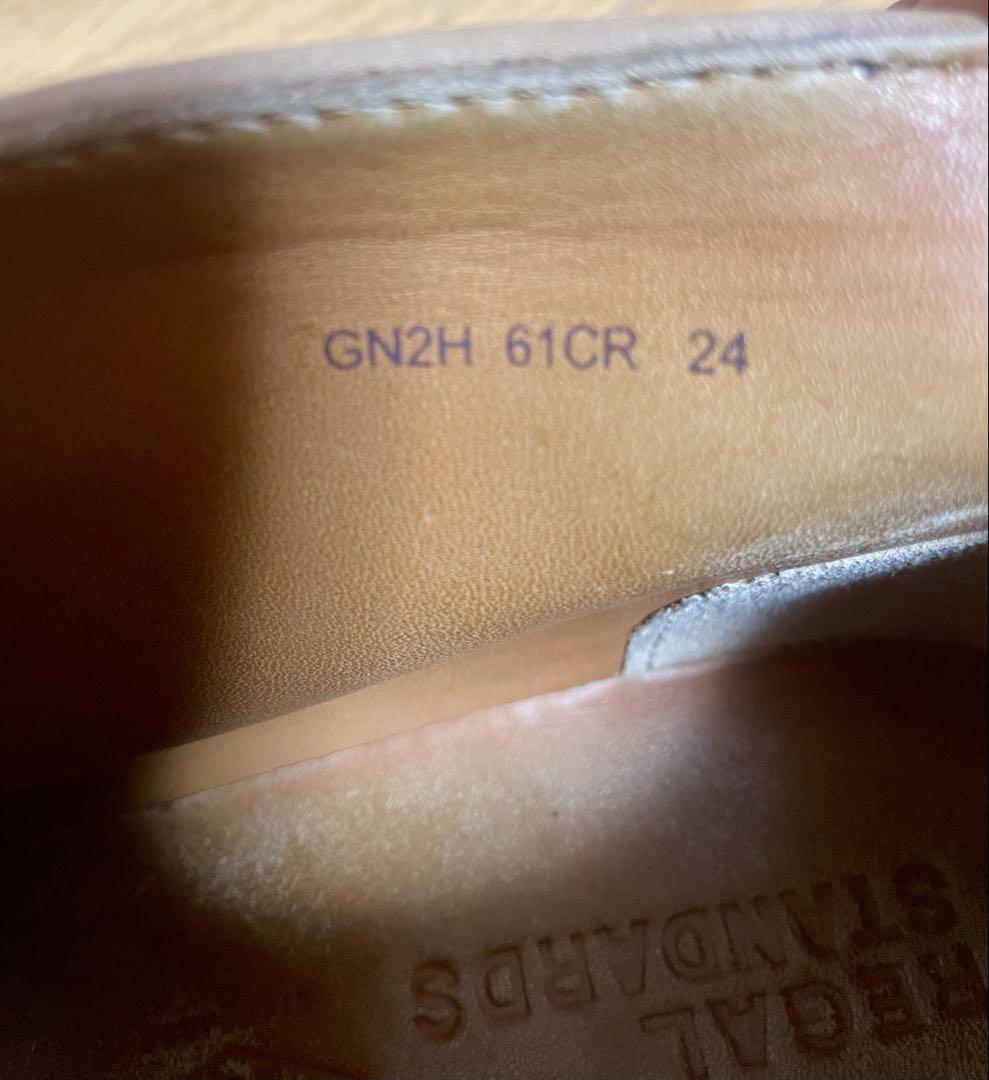 GN2H 61CR 24
REGAL
STANDARDS